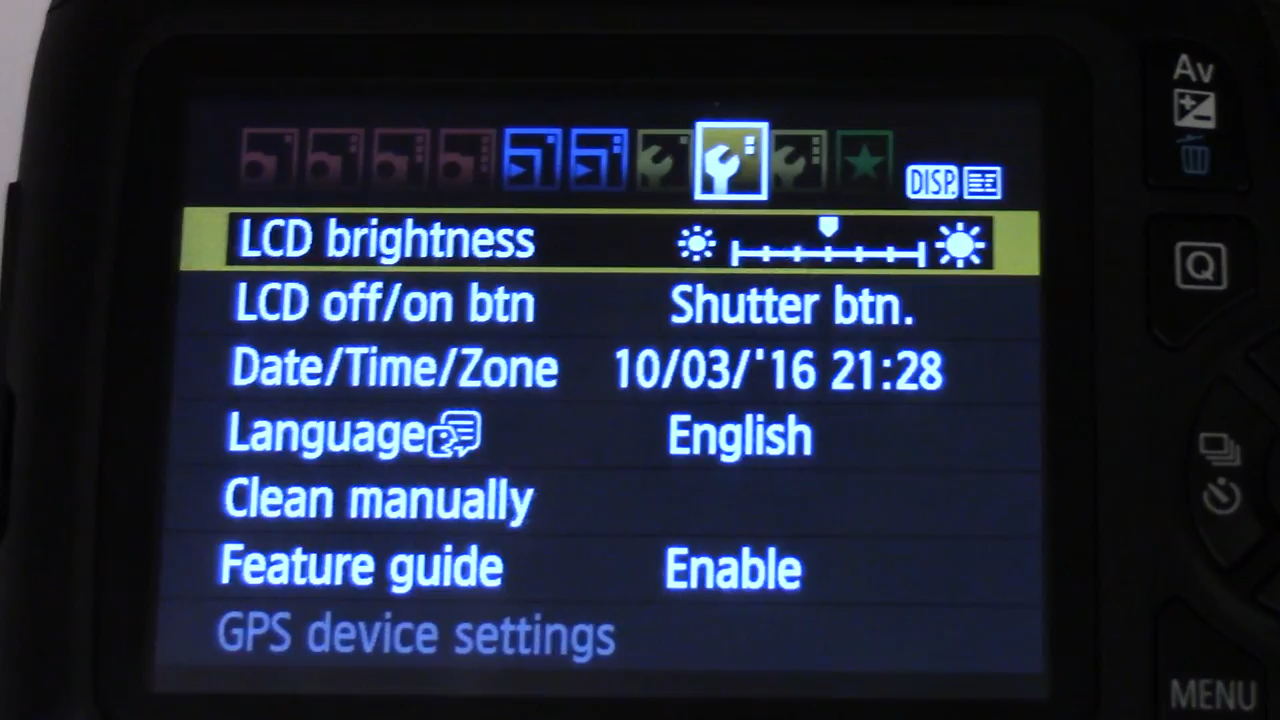 Av
DISP.
LCD brightness
Q
LCD off/on btn Shutter btn.
Date/Time/Zone 10/03/'16 21:28
Language English
Clean manually
Feature guide Enable
GPS device settings
MENU